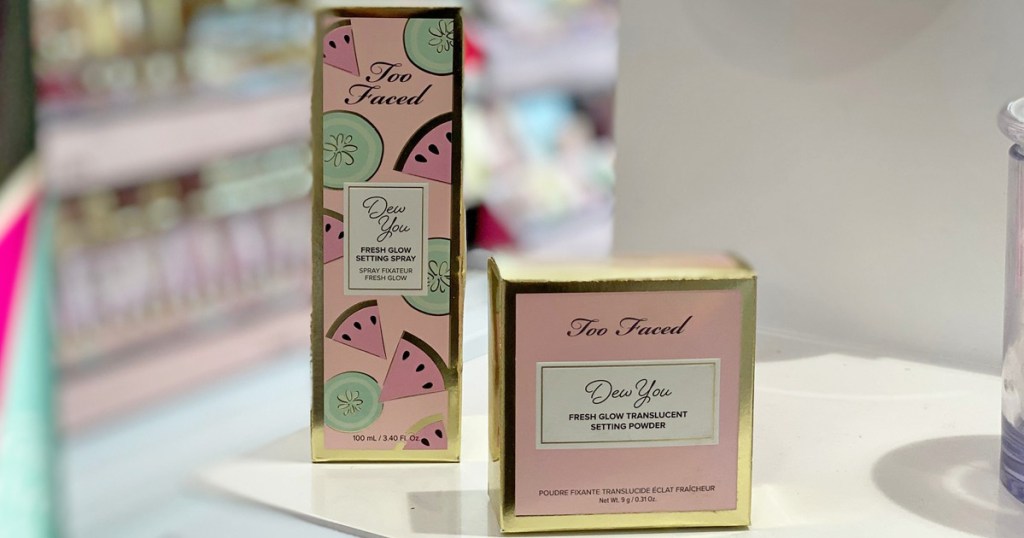 Too
Faced
Dew
You
FRESH GLOW
SETTING SPRAY
SPRAY FIXATEUR
FRESH GLOW
100 mL / 3.40 Fl. Oz.
Too Faced
Dew You
FRESH GLOW TRANSLUCENT
SETTING POWDER
POUDRE FIXANTE TRANSLUCIDE ÉCLAT FRAÎCHEUR
Net Wt. 9 g / 0.31 Oz.